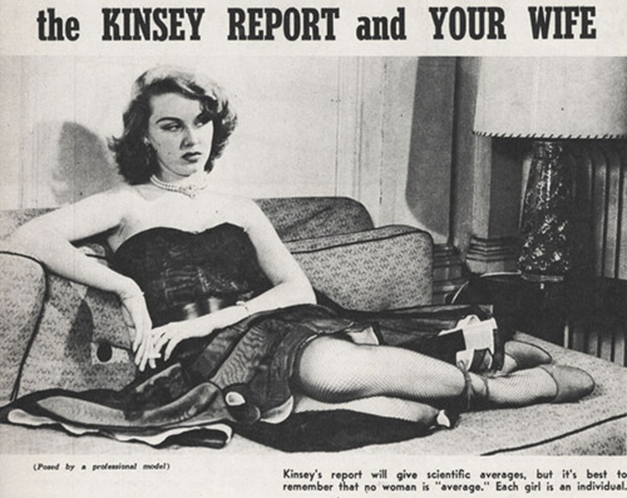 the KINSEY REPORT and YOUR WIFE
(Posed by a professional model)
Kinsey's report will give scientific averages, but it's best to
remember that no woman is "average." Each girl is an individual.